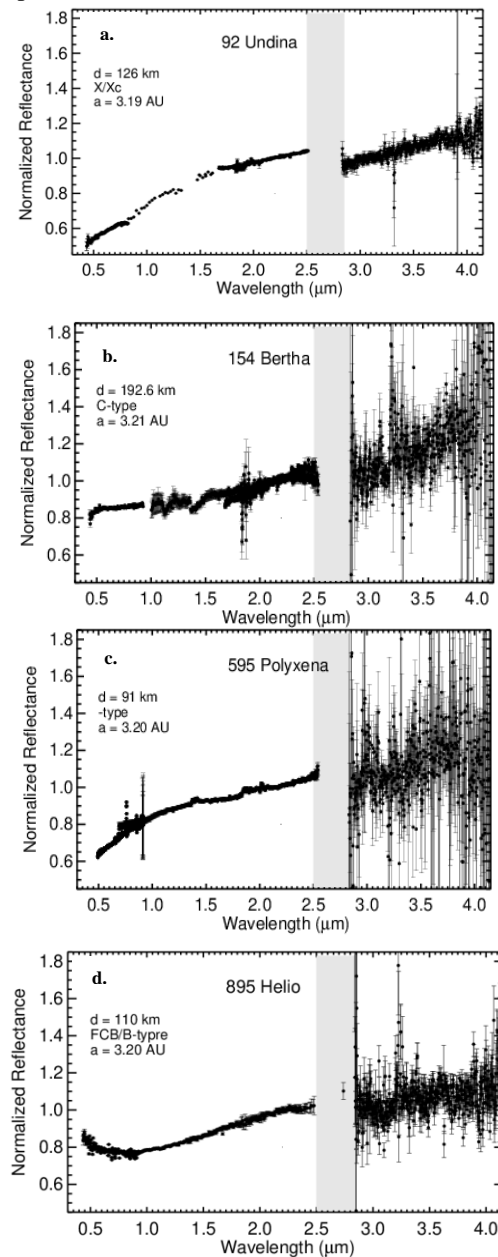 a.
92 Undina
d = 126 km
X/Xc
a = 3.19 AU
Normalized Reflectance
1.8
1.6
1.4
1.2
1.0
0.8
0.6
0.5 1.0 1.5 2.0 2.5 3.0 3.5 4.0
Wavelength (μm)
b.
154 Bertha
d = 192.6 km
C-type
a = 3.21 AU
Normalized Reflectance
1.8
1.6
1.4
1.2
1.0
0.8
0.6
0.5 1.0 1.5 2.0 2.5 3.0 3.5 4.0
Wavelength (μm)
c.
595 Polyxena
d = 91 km
-type
a = 3.20 AU
Normalized Reflectance
1.8
1.6
1.4
1.2
1.0
0.8
0.6
0.5 1.0 1.5 2.0 2.5 3.0 3.5 4.0
Wavelength (μm)
d.
895 Helio
d = 110 km
FCB/B-typre
a = 3.20 AU
Normalized Reflectance
1.8
1.6
1.4
1.2
1.0
0.8
0.6
0.5 1.0 1.5 2.0 2.5 3.0 3.5 4.0
Wavelength (μm)